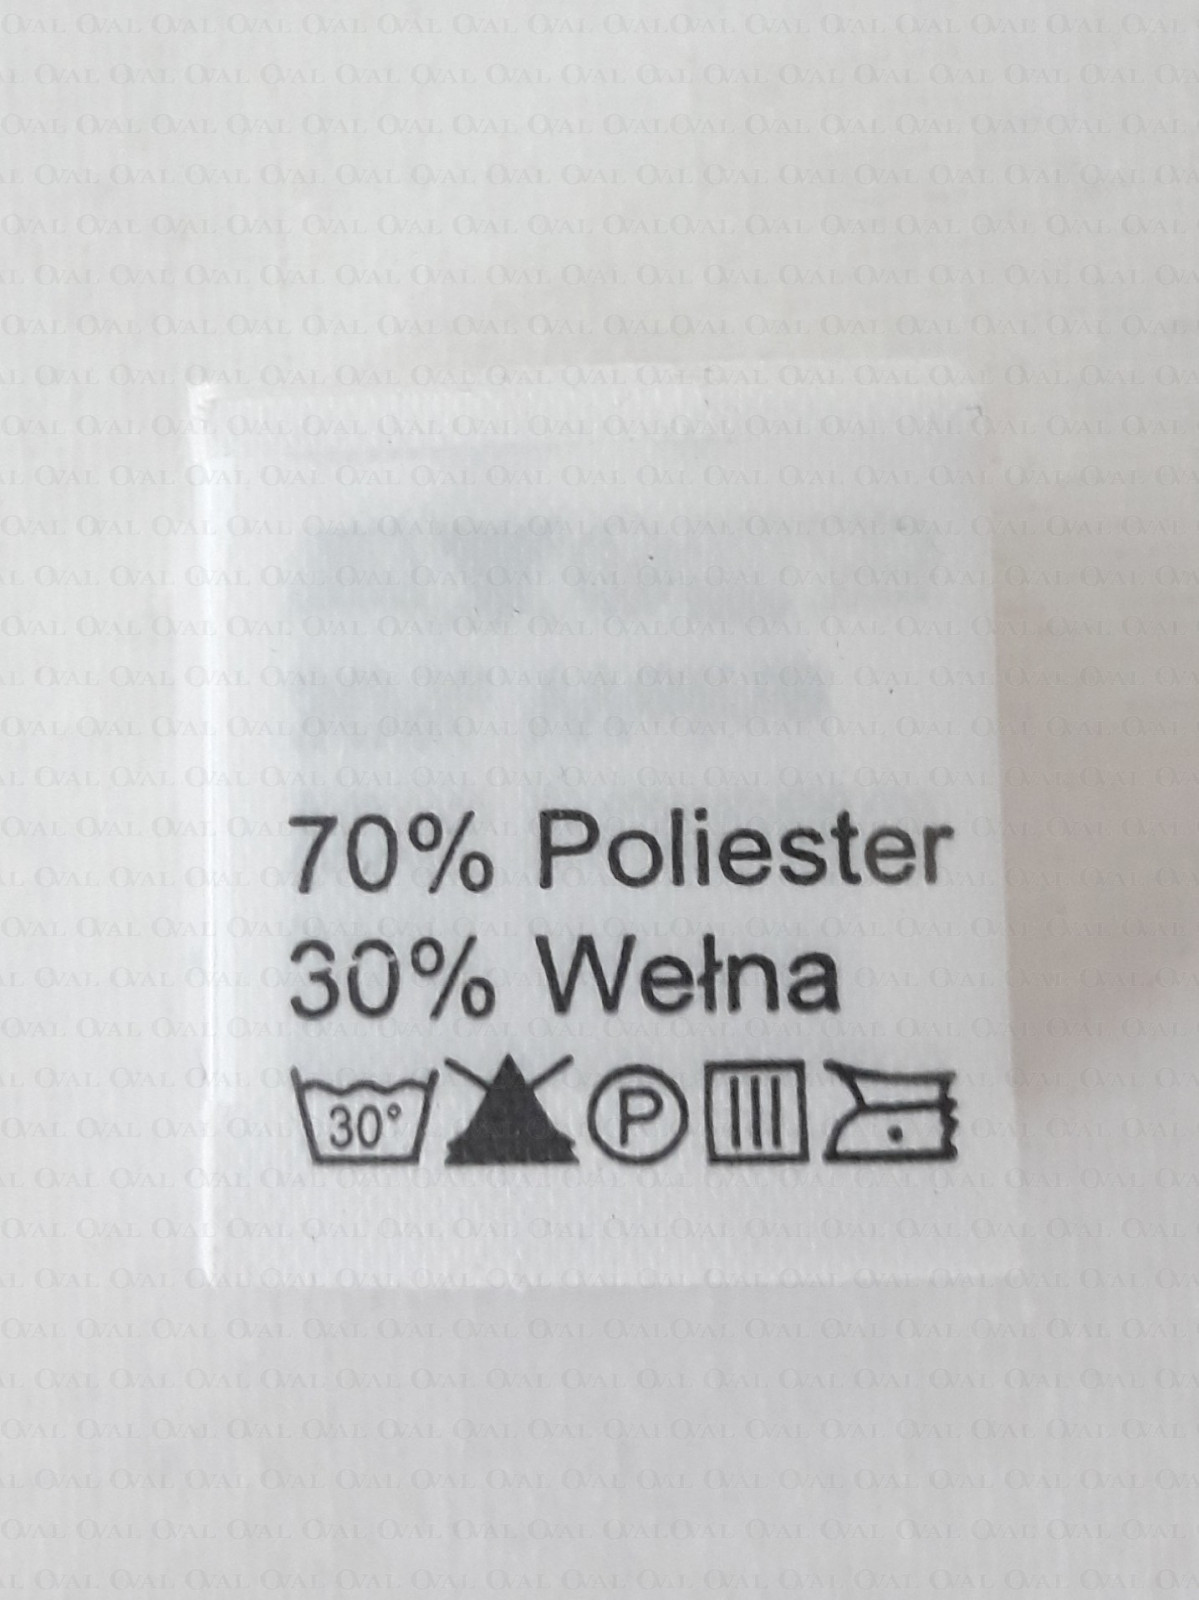 70% Poliester
30% Wełna
30° P